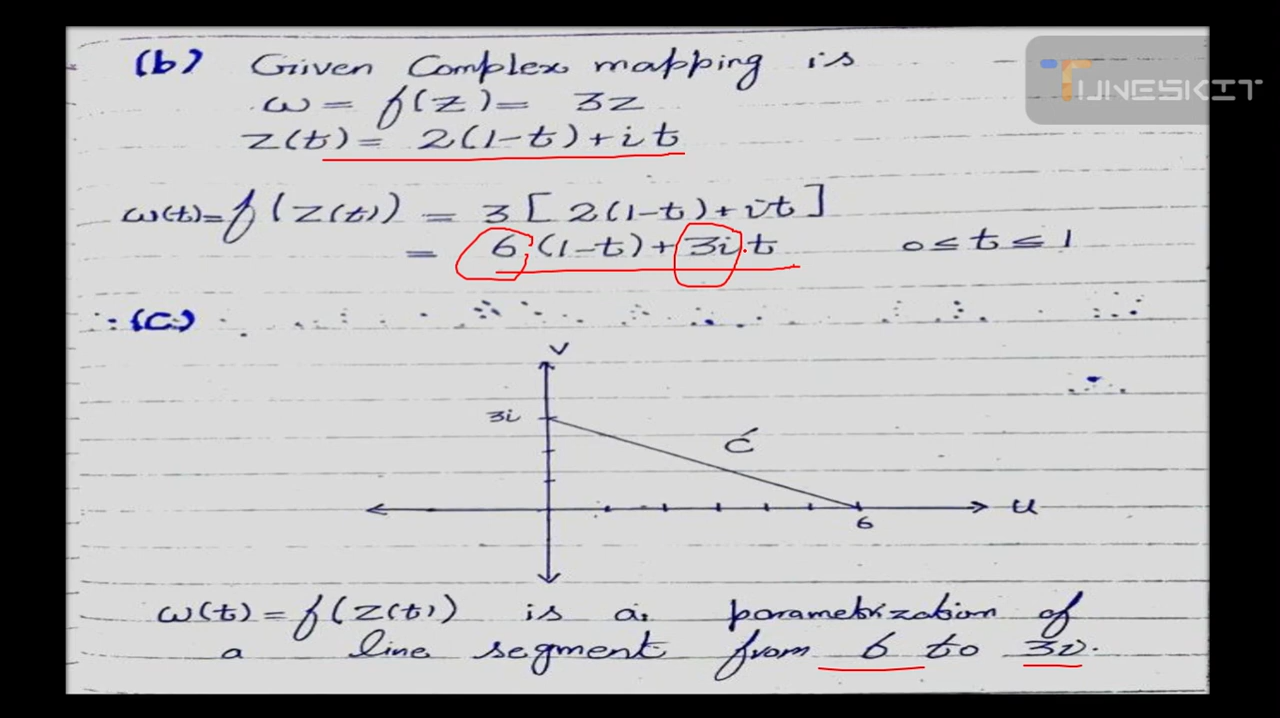 (b) Given Complex mapping is
TUNESKIT
ω = f(z) = 3z
z(t) = 2(1-t)+it
ω(t)=f(z(t)) = 3[2(1-t)+it]
= 6(1-t)+3i.t 0≤t≤1
(c)
V
3i
C'
U
6
ω(t)=f(z(t)) is a parametrization of
a line segment from 6 to 3i.